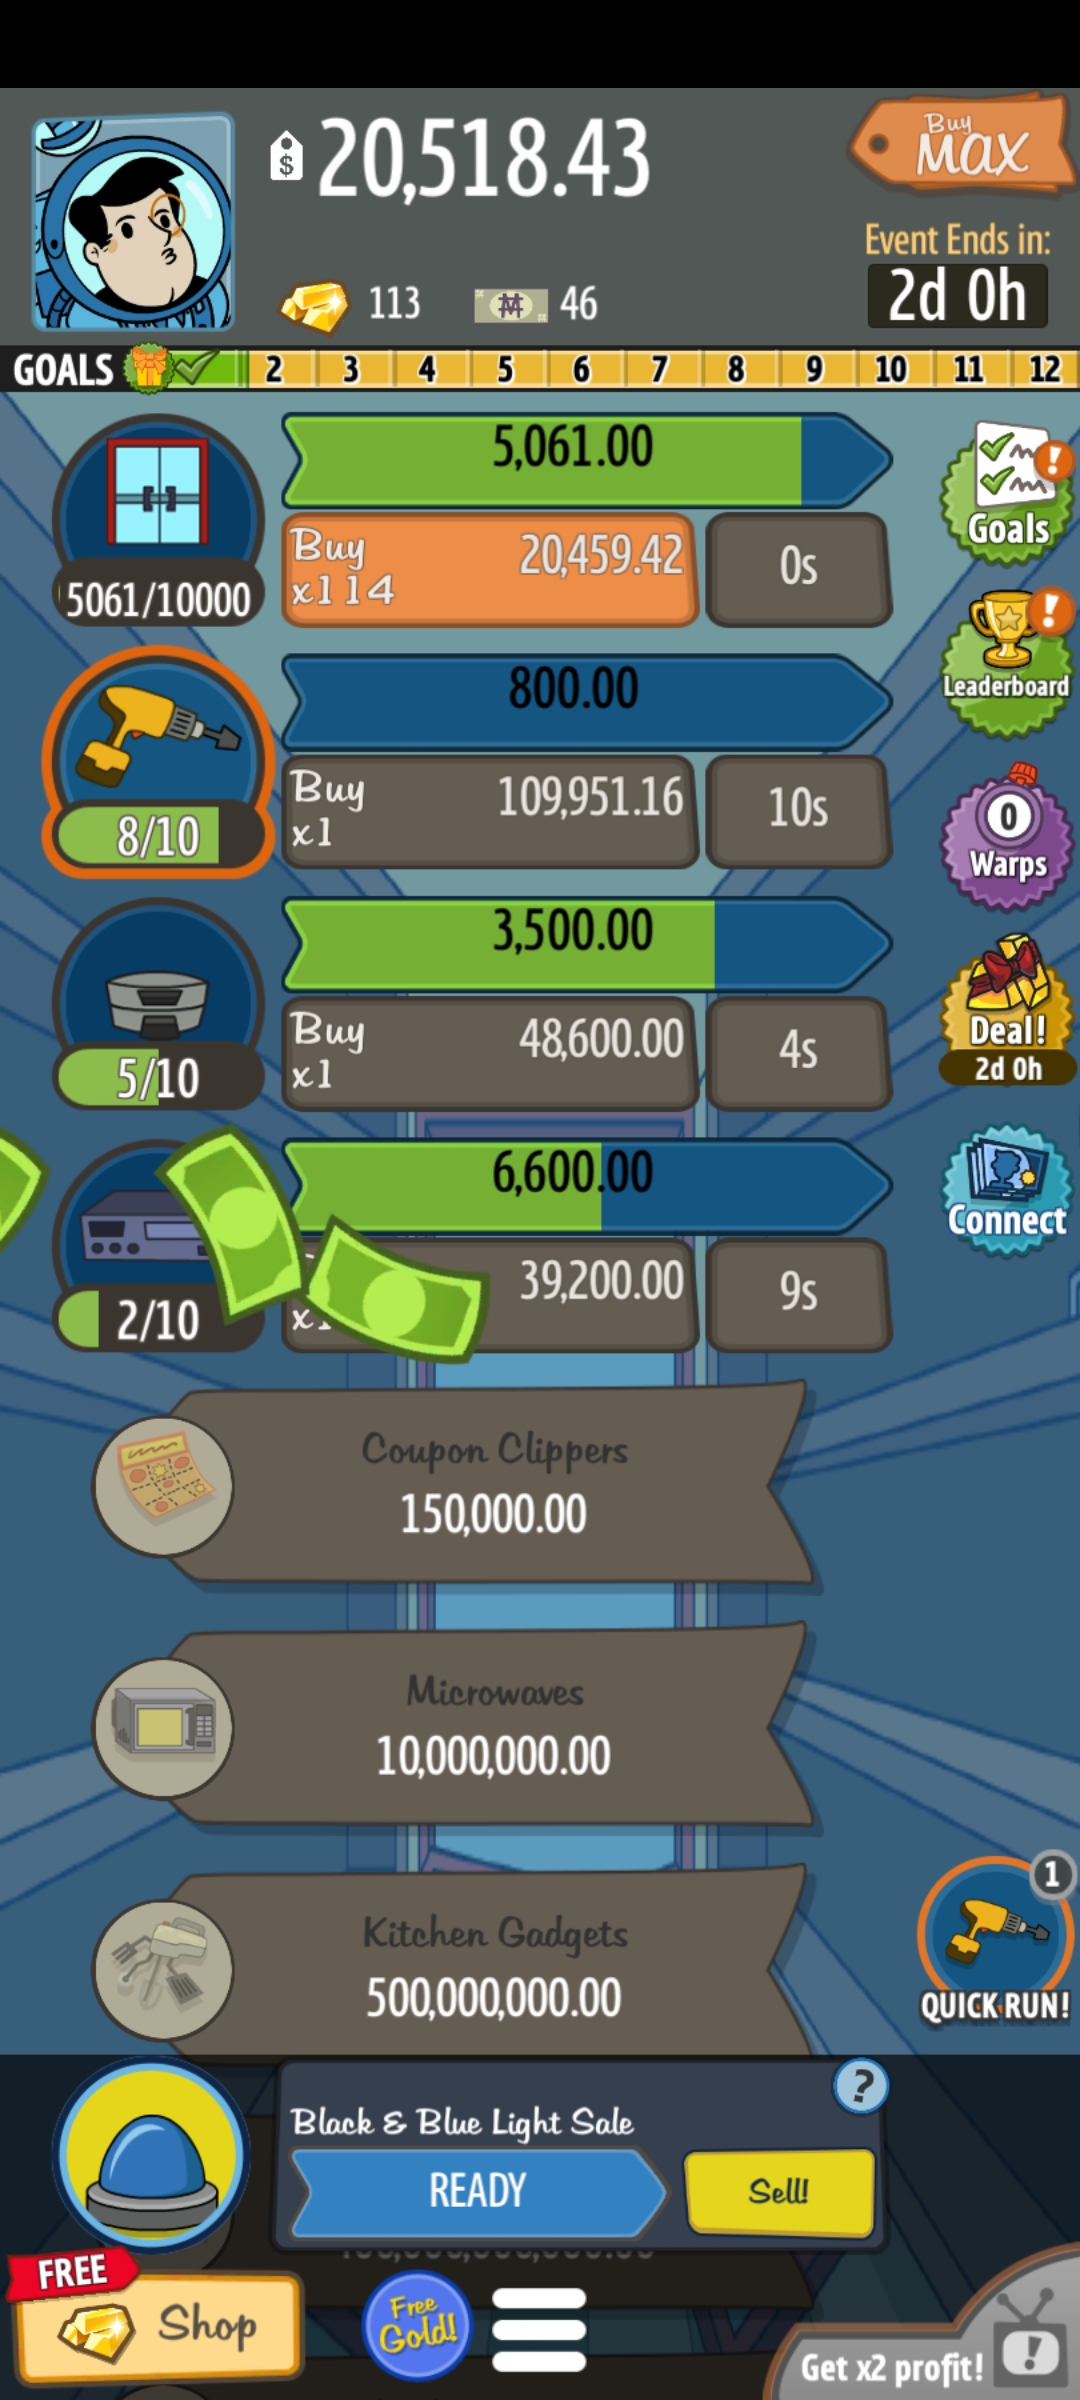 $ 20,518.43
Buy
MAX
Event Ends in:
2d 0h
113
46
GOALS 2 3 4 5 6 7 8 9 10 11 12
5,061.00
Buy 20,459.42
x114
0s
5061/10000
Goals
800.00
Buy 109,951.16
x1
10s
8/10
Leaderboard
0
Warps
3,500.00
Buy 48,600.00
x1
4s
5/10
Deal!
2d 0h
6,600.00
39,200.00
x1
9s
2/10
Connect
Coupon Clippers
150,000.00
Microwaves
10,000,000.00
Kitchen Gadgets
500,000,000.00
1
QUICK RUN!
?
Black & Blue Light Sale
READY
Sell!
FREE
Shop
Free
Gold!
Get x2 profit!